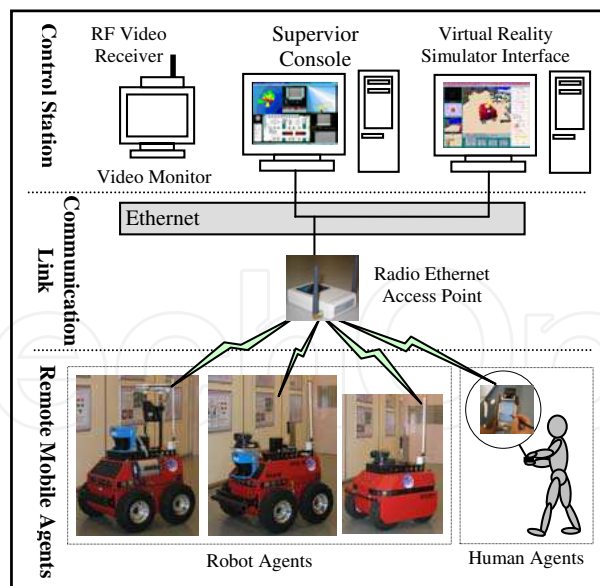 Control Station
RF Video
Receiver
Video Monitor
Supervior
Console
Virtual Reality
Simulator Interface
Communication
Link
Ethernet
Radio Ethernet
Access Point
Remote Mobile Agents
Robot Agents
Human Agents